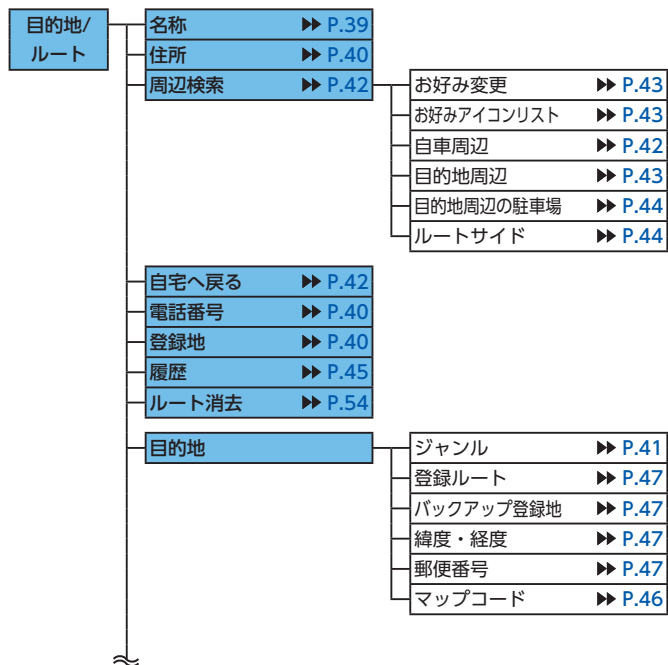 目的地/
ルート
名称 ▶▶ P.39
住所 ▶▶ P.40
周辺検索 ▶▶ P.42
お好み変更 ▶▶ P.43
お好みアイコンリスト ▶▶ P.43
自車周辺 ▶▶ P.42
目的地周辺 ▶▶ P.43
目的地周辺の駐車場 ▶▶ P.44
ルートサイド ▶▶ P.44
自宅へ戻る ▶▶ P.42
電話番号 ▶▶ P.40
登録地 ▶▶ P.40
履歴 ▶▶ P.45
ルート消去 ▶▶ P.54
目的地
ジャンル ▶▶ P.41
登録ルート ▶▶ P.47
バックアップ登録地 ▶▶ P.47
緯度・経度 ▶▶ P.47
郵便番号 ▶▶ P.47
マップコード ▶▶ P.46